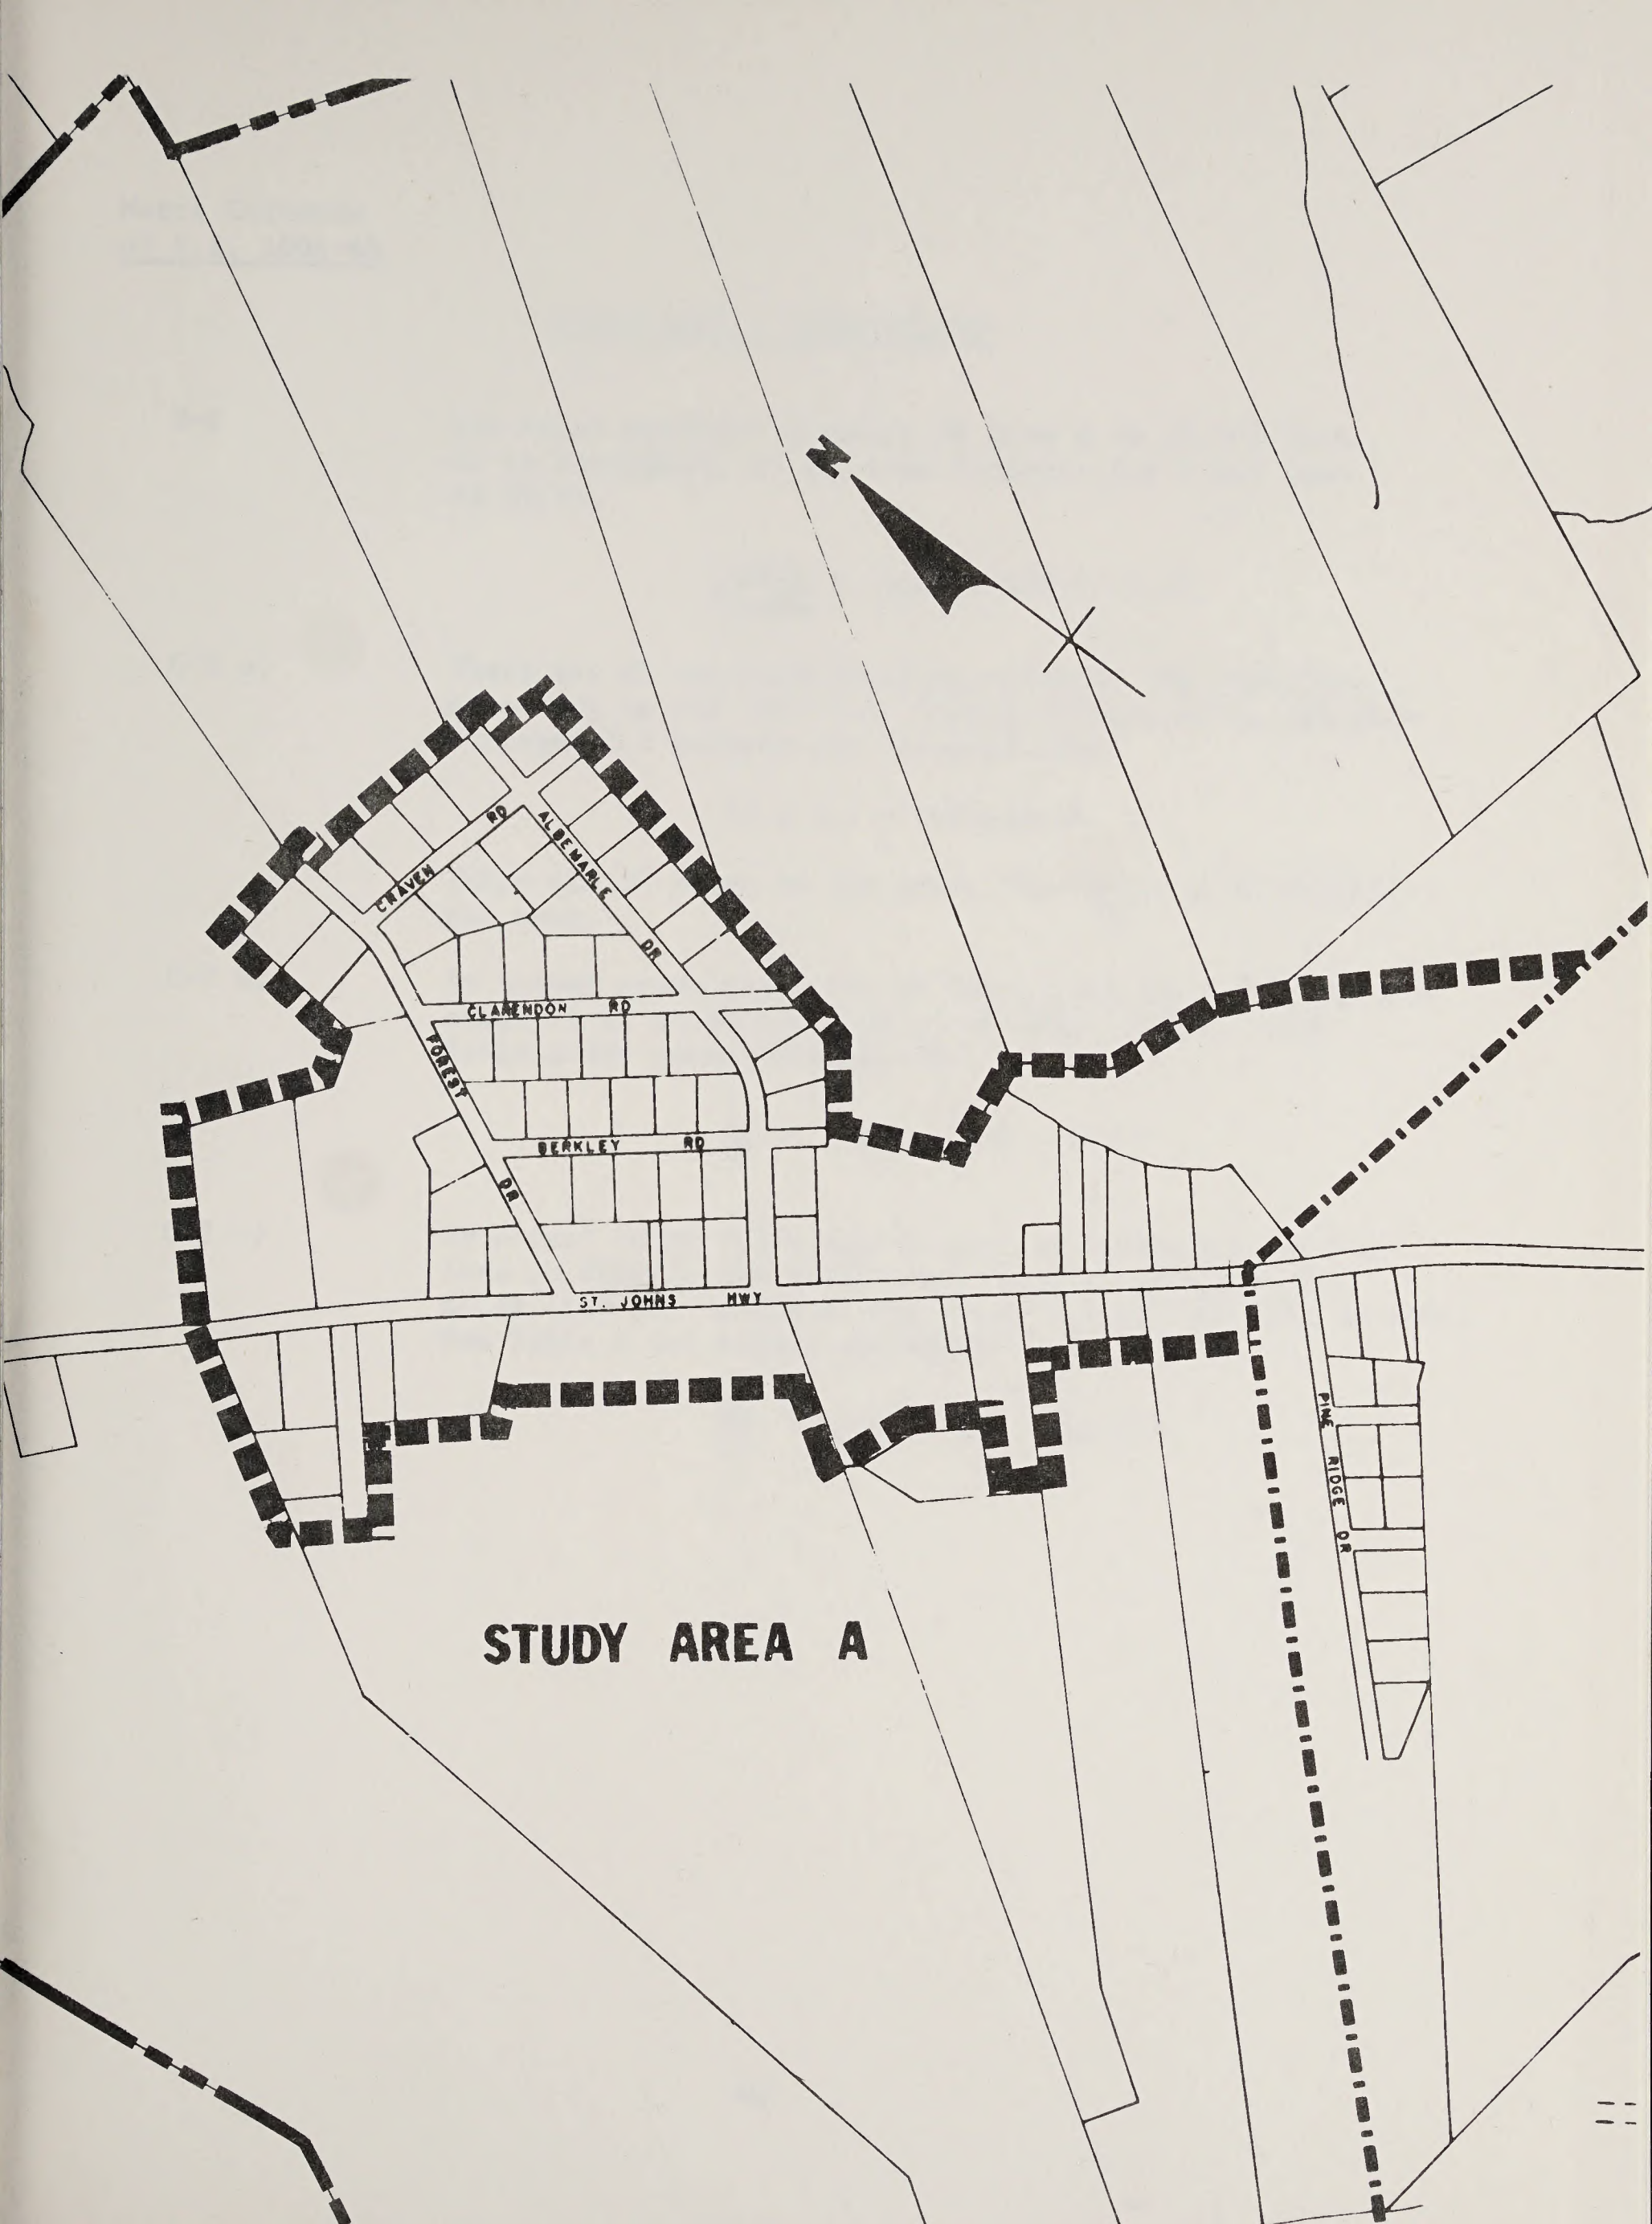 N
CRAVEN RD
ALBEMARLE DR
CLARENDON RD
FOREST DR
BERKLEY RD
ST. JOHNS HWY
PINE RIDGE DR
STUDY AREA A